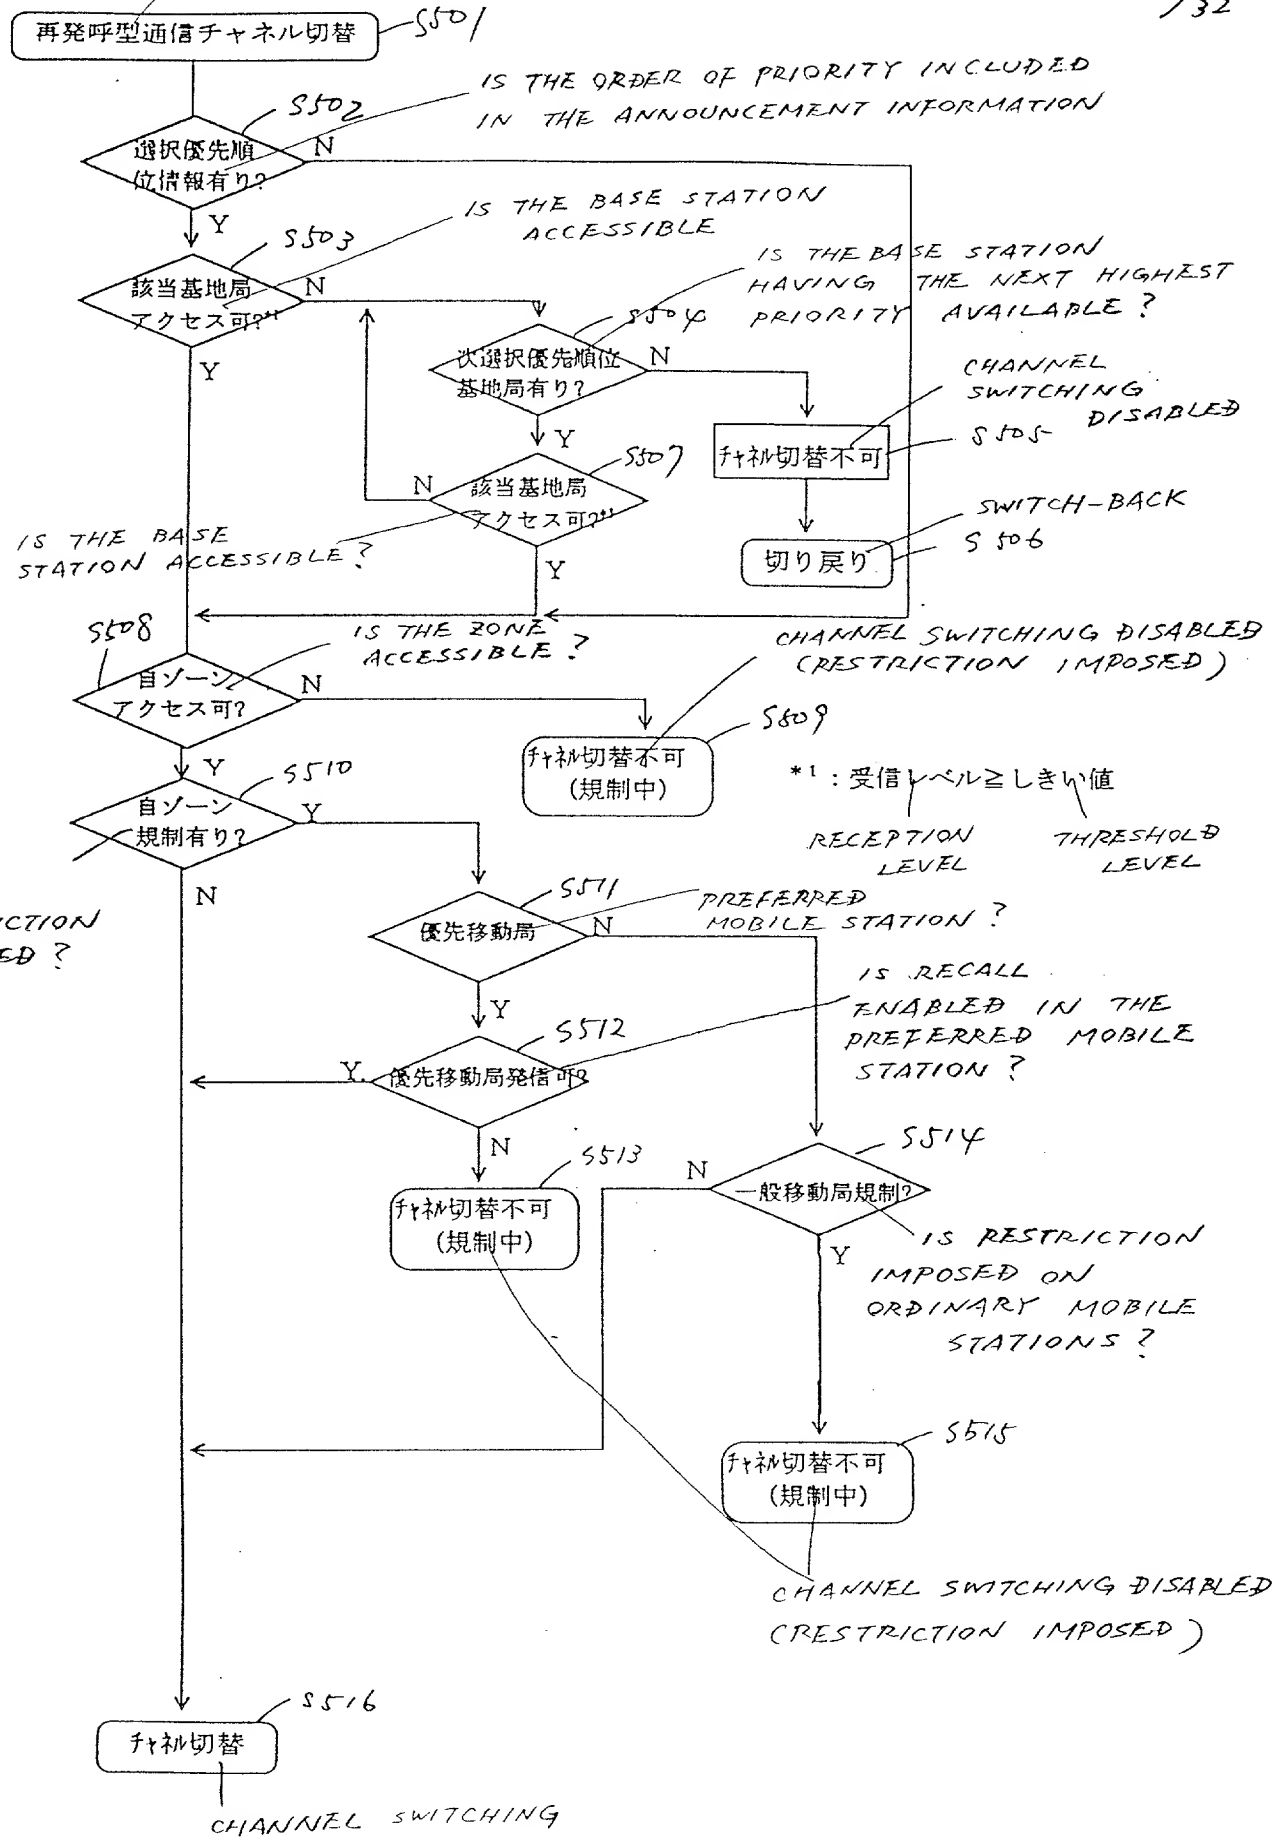 /32
再発呼型通信チャネル切替
S501
IS THE ORDER OF PRIORITY INCLUDED
IN THE ANNOUNCEMENT INFORMATION
S502
選択優先順
位情報有り?
N
Y
IS THE BASE STATION
ACCESSIBLE
S503
該当基地局
アクセス可?*1
N
Y
IS THE BASE STATION
HAVING THE NEXT HIGHEST
PRIORITY AVAILABLE?
S504
次選択優先順位
基地局有り?
N
Y
CHANNEL
SWITCHING
DISABLED
チャネル切替不可
S505
S507
該当基地局
アクセス可?*1
N
Y
IS THE BASE
STATION ACCESSIBLE?
SWITCH-BACK
切り戻り
S506
S508
IS THE ZONE
ACCESSIBLE?
自ゾーン
アクセス可?
N
Y
CHANNEL SWITCHING DISABLED
(RESTRICTION IMPOSED)
S509
チャネル切替不可
(規制中)
*1:受信レベル≧しきい値
RECEPTION
LEVEL
THRESHOLD
LEVEL
S510
自ゾーン
規制有り?
Y
N
ICTION
ED?
S511
PREFERRED
MOBILE STATION?
優先移動局
N
Y
IS RECALL
ENABLED IN THE
PREFERRED MOBILE
STATION?
S512
優先移動局発信可?
Y
N
S513
チャネル切替不可
(規制中)
S514
一般移動局規制?
N
Y
IS RESTRICTION
IMPOSED ON
ORDINARY MOBILE
STATIONS?
S515
チャネル切替不可
(規制中)
CHANNEL SWITCHING DISABLED
(RESTRICTION IMPOSED)
S516
チャネル切替
CHANNEL SWITCHING